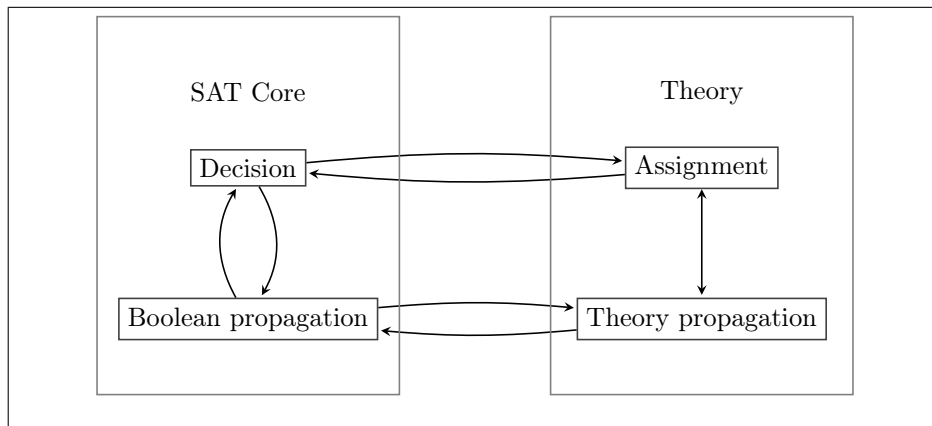 SAT Core
Theory
Decision
Assignment
Boolean propagation
Theory propagation